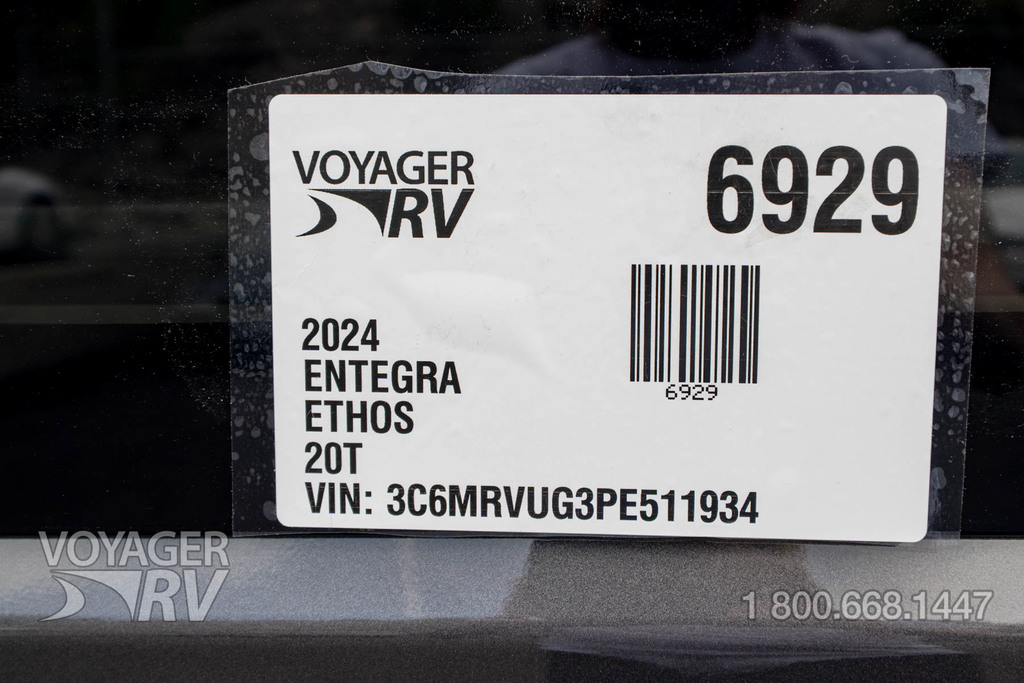 VOYAGER
RV
6929
6929
2024
ENTEGRA
ETHOS
20T
VIN: 3C6MRVUG3PE511934
VOYAGER
RV
1 800.668.1447